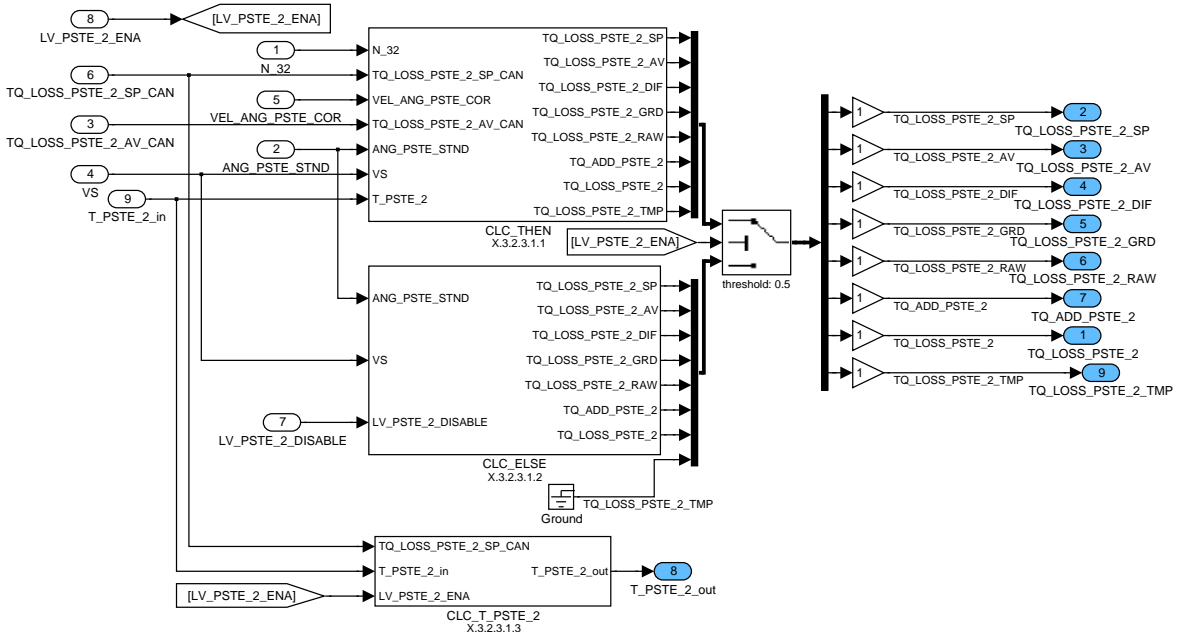 8
LV_PSTE_2_ENA
[LV_PSTE_2_ENA]
1
N_32
6
TQ_LOSS_PSTE_2_SP_CAN
5
VEL_ANG_PSTE_COR
3
TQ_LOSS_PSTE_2_AV_CAN
2
ANG_PSTE_STND
4
VS
9
T_PSTE_2_in
N_32
TQ_LOSS_PSTE_2_SP_CAN
VEL_ANG_PSTE_COR
TQ_LOSS_PSTE_2_AV_CAN
ANG_PSTE_STND
VS
T_PSTE_2
TQ_LOSS_PSTE_2_SP
TQ_LOSS_PSTE_2_AV
TQ_LOSS_PSTE_2_DIF
TQ_LOSS_PSTE_2_GRD
TQ_LOSS_PSTE_2_RAW
TQ_ADD_PSTE_2
TQ_LOSS_PSTE_2
TQ_LOSS_PSTE_2_TMP
CLC_THEN
X.3.2.3.1.1
[LV_PSTE_2_ENA]
threshold: 0.5
ANG_PSTE_STND
VS
LV_PSTE_2_DISABLE
7
LV_PSTE_2_DISABLE
TQ_LOSS_PSTE_2_SP
TQ_LOSS_PSTE_2_AV
TQ_LOSS_PSTE_2_DIF
TQ_LOSS_PSTE_2_GRD
TQ_LOSS_PSTE_2_RAW
TQ_ADD_PSTE_2
TQ_LOSS_PSTE_2
CLC_ELSE
X.3.2.3.1.2
Ground
TQ_LOSS_PSTE_2_TMP
1
TQ_LOSS_PSTE_2_SP
2
TQ_LOSS_PSTE_2_SP
1
TQ_LOSS_PSTE_2_AV
3
TQ_LOSS_PSTE_2_AV
1
TQ_LOSS_PSTE_2_DIF
4
TQ_LOSS_PSTE_2_DIF
1
TQ_LOSS_PSTE_2_GRD
5
TQ_LOSS_PSTE_2_GRD
1
TQ_LOSS_PSTE_2_RAW
6
TQ_LOSS_PSTE_2_RAW
1
TQ_ADD_PSTE_2
7
TQ_ADD_PSTE_2
1
TQ_LOSS_PSTE_2
1
TQ_LOSS_PSTE_2
1
TQ_LOSS_PSTE_2_TMP
9
TQ_LOSS_PSTE_2_TMP
TQ_LOSS_PSTE_2_SP_CAN
T_PSTE_2_in
LV_PSTE_2_ENA
T_PSTE_2_out
[LV_PSTE_2_ENA]
8
T_PSTE_2_out
CLC_T_PSTE_2
X.3.2.3.1.3